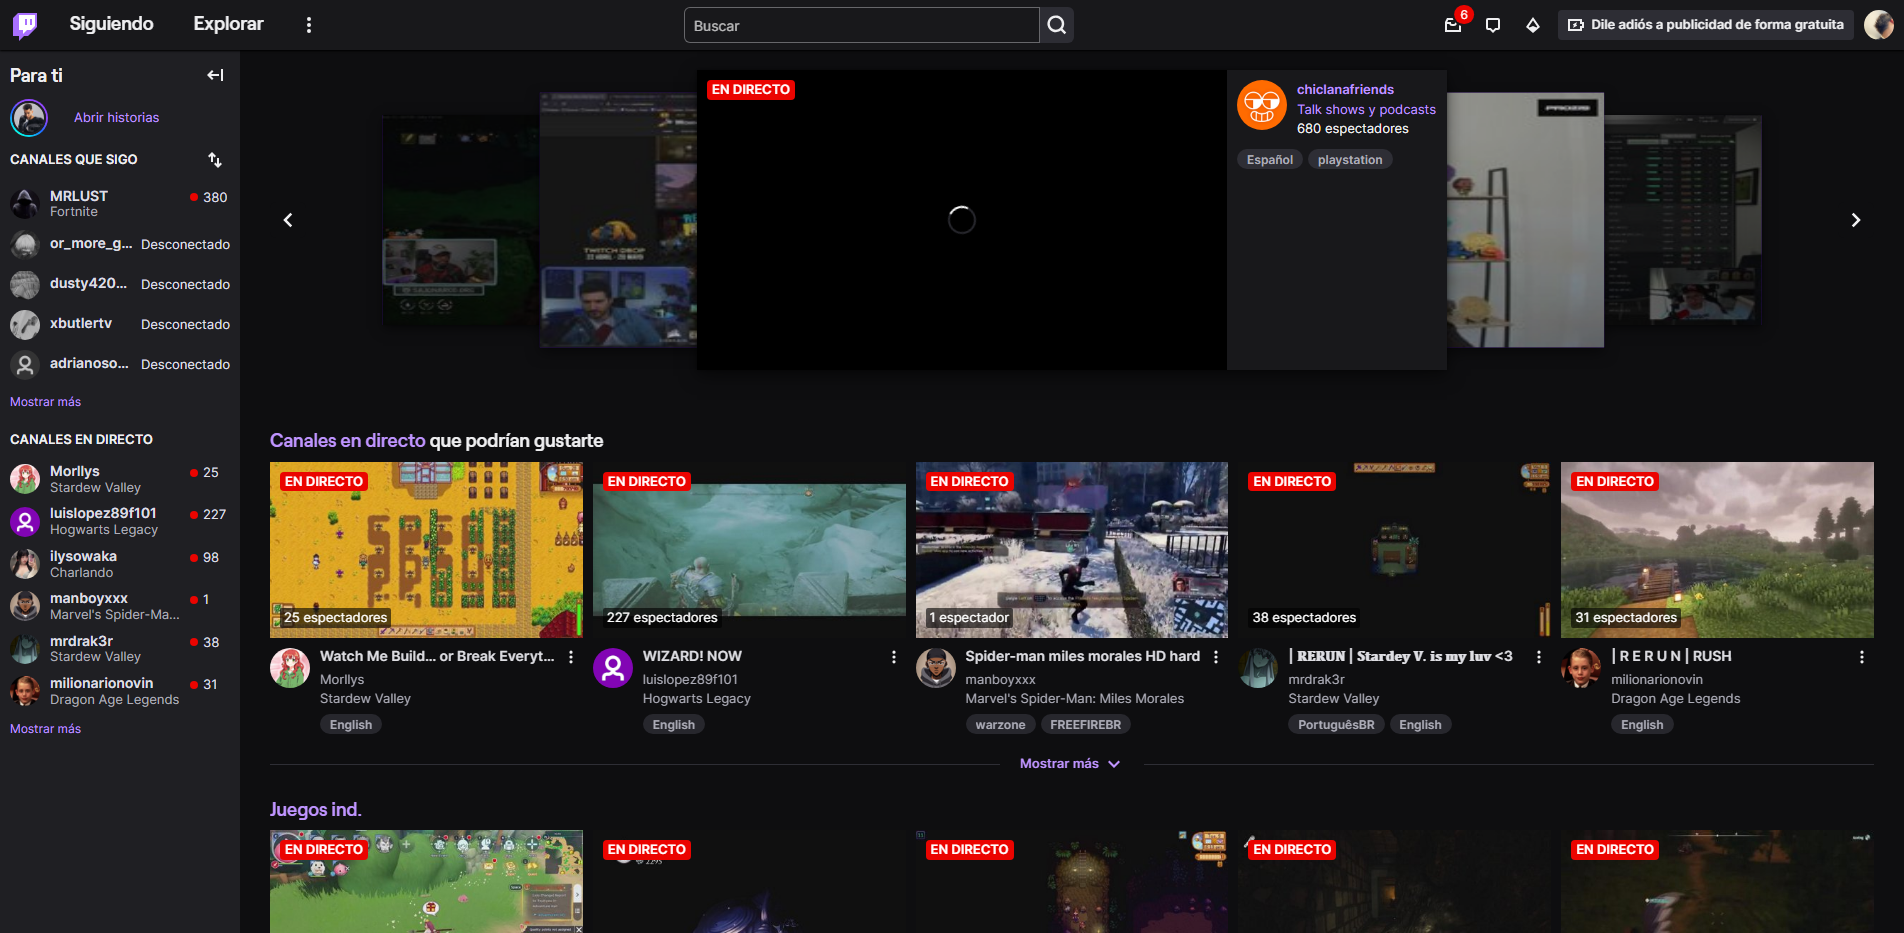 Siguiendo
Explorar
Buscar
6
Dile adiós a publicidad de forma gratuita
Para ti
Abrir historias
CANALES QUE SIGO
MRLUST
380
Fortnite
or_more_g...
Desconectado
dusty420...
Desconectado
xbutlertv
Desconectado
adrianoso...
Desconectado
Mostrar más
CANALES EN DIRECTO
Morllys
25
Stardew Valley
luislopez89f101
227
Hogwarts Legacy
ilysowaka
98
Charlando
manboyxxx
1
Marvel's Spider-Ma...
mrdrak3r
38
Stardew Valley
milionarionovin
31
Dragon Age Legends
Mostrar más
TWITCH DROP
EN DIRECTO
chiclanafriends
Talk shows y podcasts
680 espectadores
Español
playstation
PROZIS
Canales en directo que podrían gustarte
EN DIRECTO
25 espectadores
Watch Me Build... or Break Everyt...
Morllys
Stardew Valley
English
EN DIRECTO
227 espectadores
WIZARD! NOW
luislopez89f101
Hogwarts Legacy
English
EN DIRECTO
1 espectador
Spider-man miles morales HD hard
manboyxxx
Marvel's Spider-Man: Miles Morales
warzone
FREEFIREBR
EN DIRECTO
38 espectadores
| RERUN | Stardey V. is my luv <3
mrdrak3r
Stardew Valley
PortuguêsBR
English
EN DIRECTO
31 espectadores
| R E R U N | RUSH
milionarionovin
Dragon Age Legends
English
Mostrar más
Juegos ind.
EN DIRECTO
EN DIRECTO
2295
EN DIRECTO
EN DIRECTO
EN DIRECTO